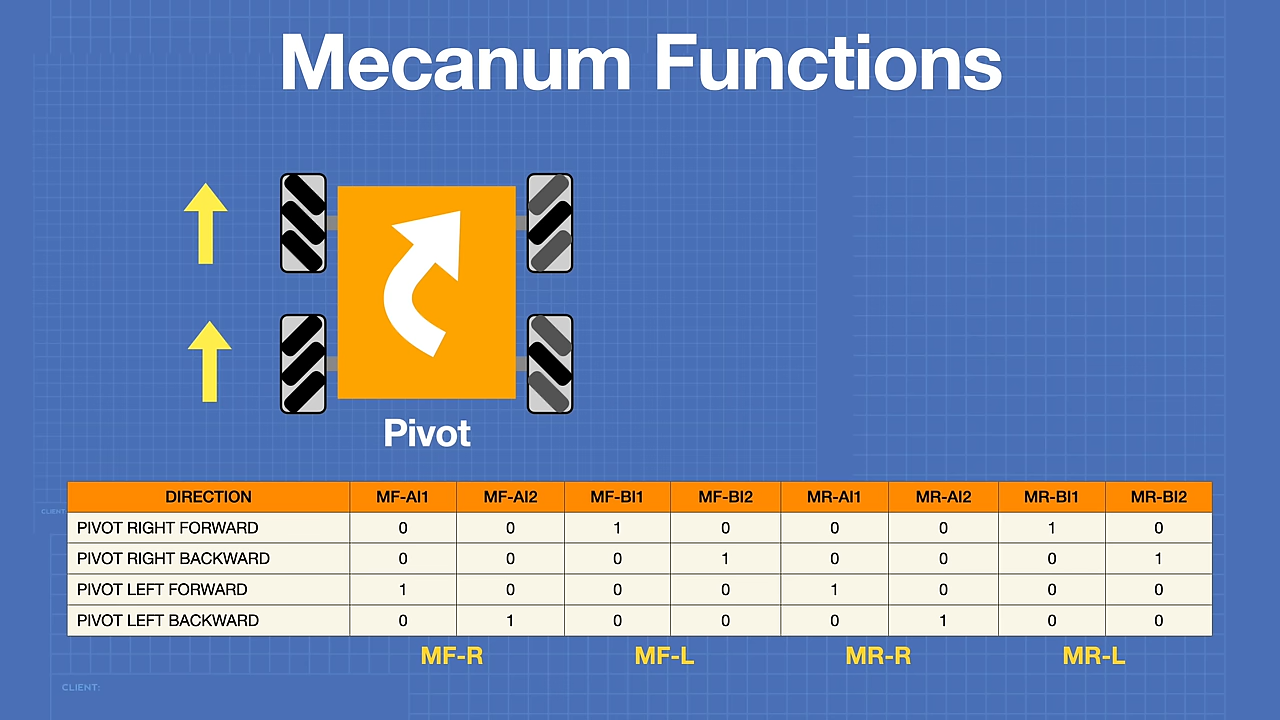 Mecanum Functions
Pivot
DIRECTION MF-AI1 MF-AI2 MF-BI1 MF-BI2 MR-AI1 MR-AI2 MR-BI1 MR-BI2
PIVOT RIGHT FORWARD 0 0 1 0 0 0 1 0
PIVOT RIGHT BACKWARD 0 0 0 1 0 0 0 1
PIVOT LEFT FORWARD 1 0 0 0 1 0 0 0
PIVOT LEFT BACKWARD 0 1 0 0 0 1 0 0
MF-R MF-L MR-R MR-L
CLIENT:
CLIENT: